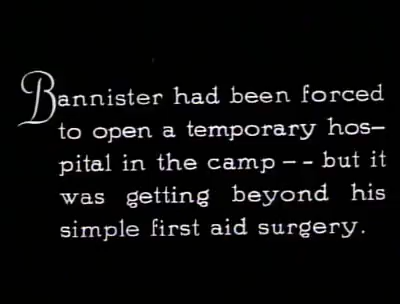 Bannister had been forced
to open a temporary hos-
pital in the camp -- but it
was getting beyond his
simple first aid surgery.